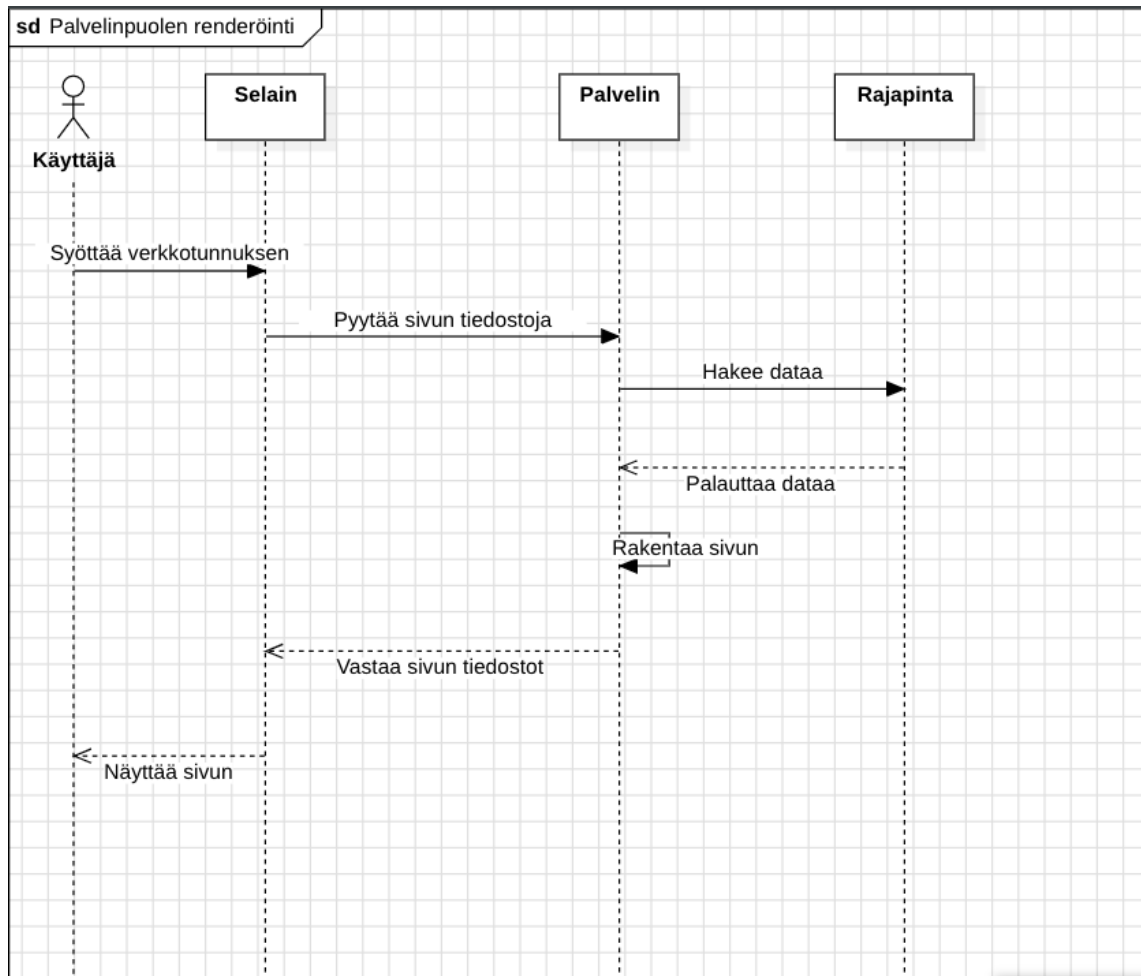 sd Palvelinpuolen renderöinti
Selain
Palvelin
Rajapinta
Käyttäjä
Syöttää verkkotunnuksen
Pyytää sivun tiedostoja
Hakee dataa
Palauttaa dataa
Rakentaa sivun
Vastaa sivun tiedostot
Näyttää sivun